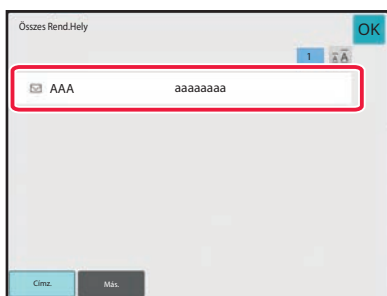 Összes Rend.Hely
OK
1 A A
AAA aaaaaaaa
Címz. Más.